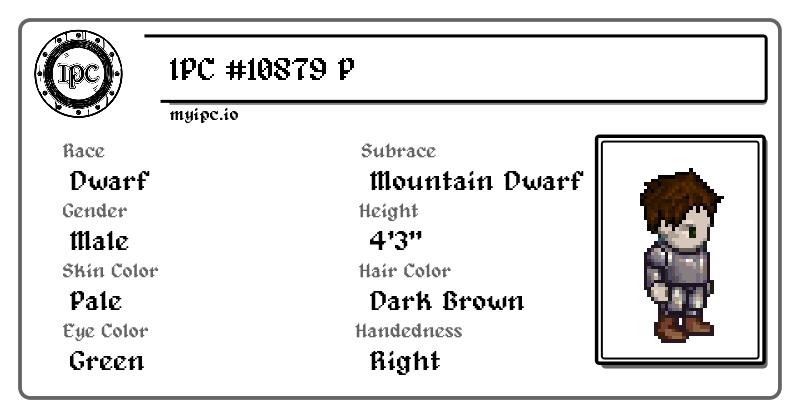 IPC
IPC #10879 P
myipc.io
Race
Dwarf
Subrace
Mountain Dwarf
Gender
Male
Height
4'3"
Skin Color
Pale
Hair Color
Dark Brown
Eye Color
Green
Handedness
Right